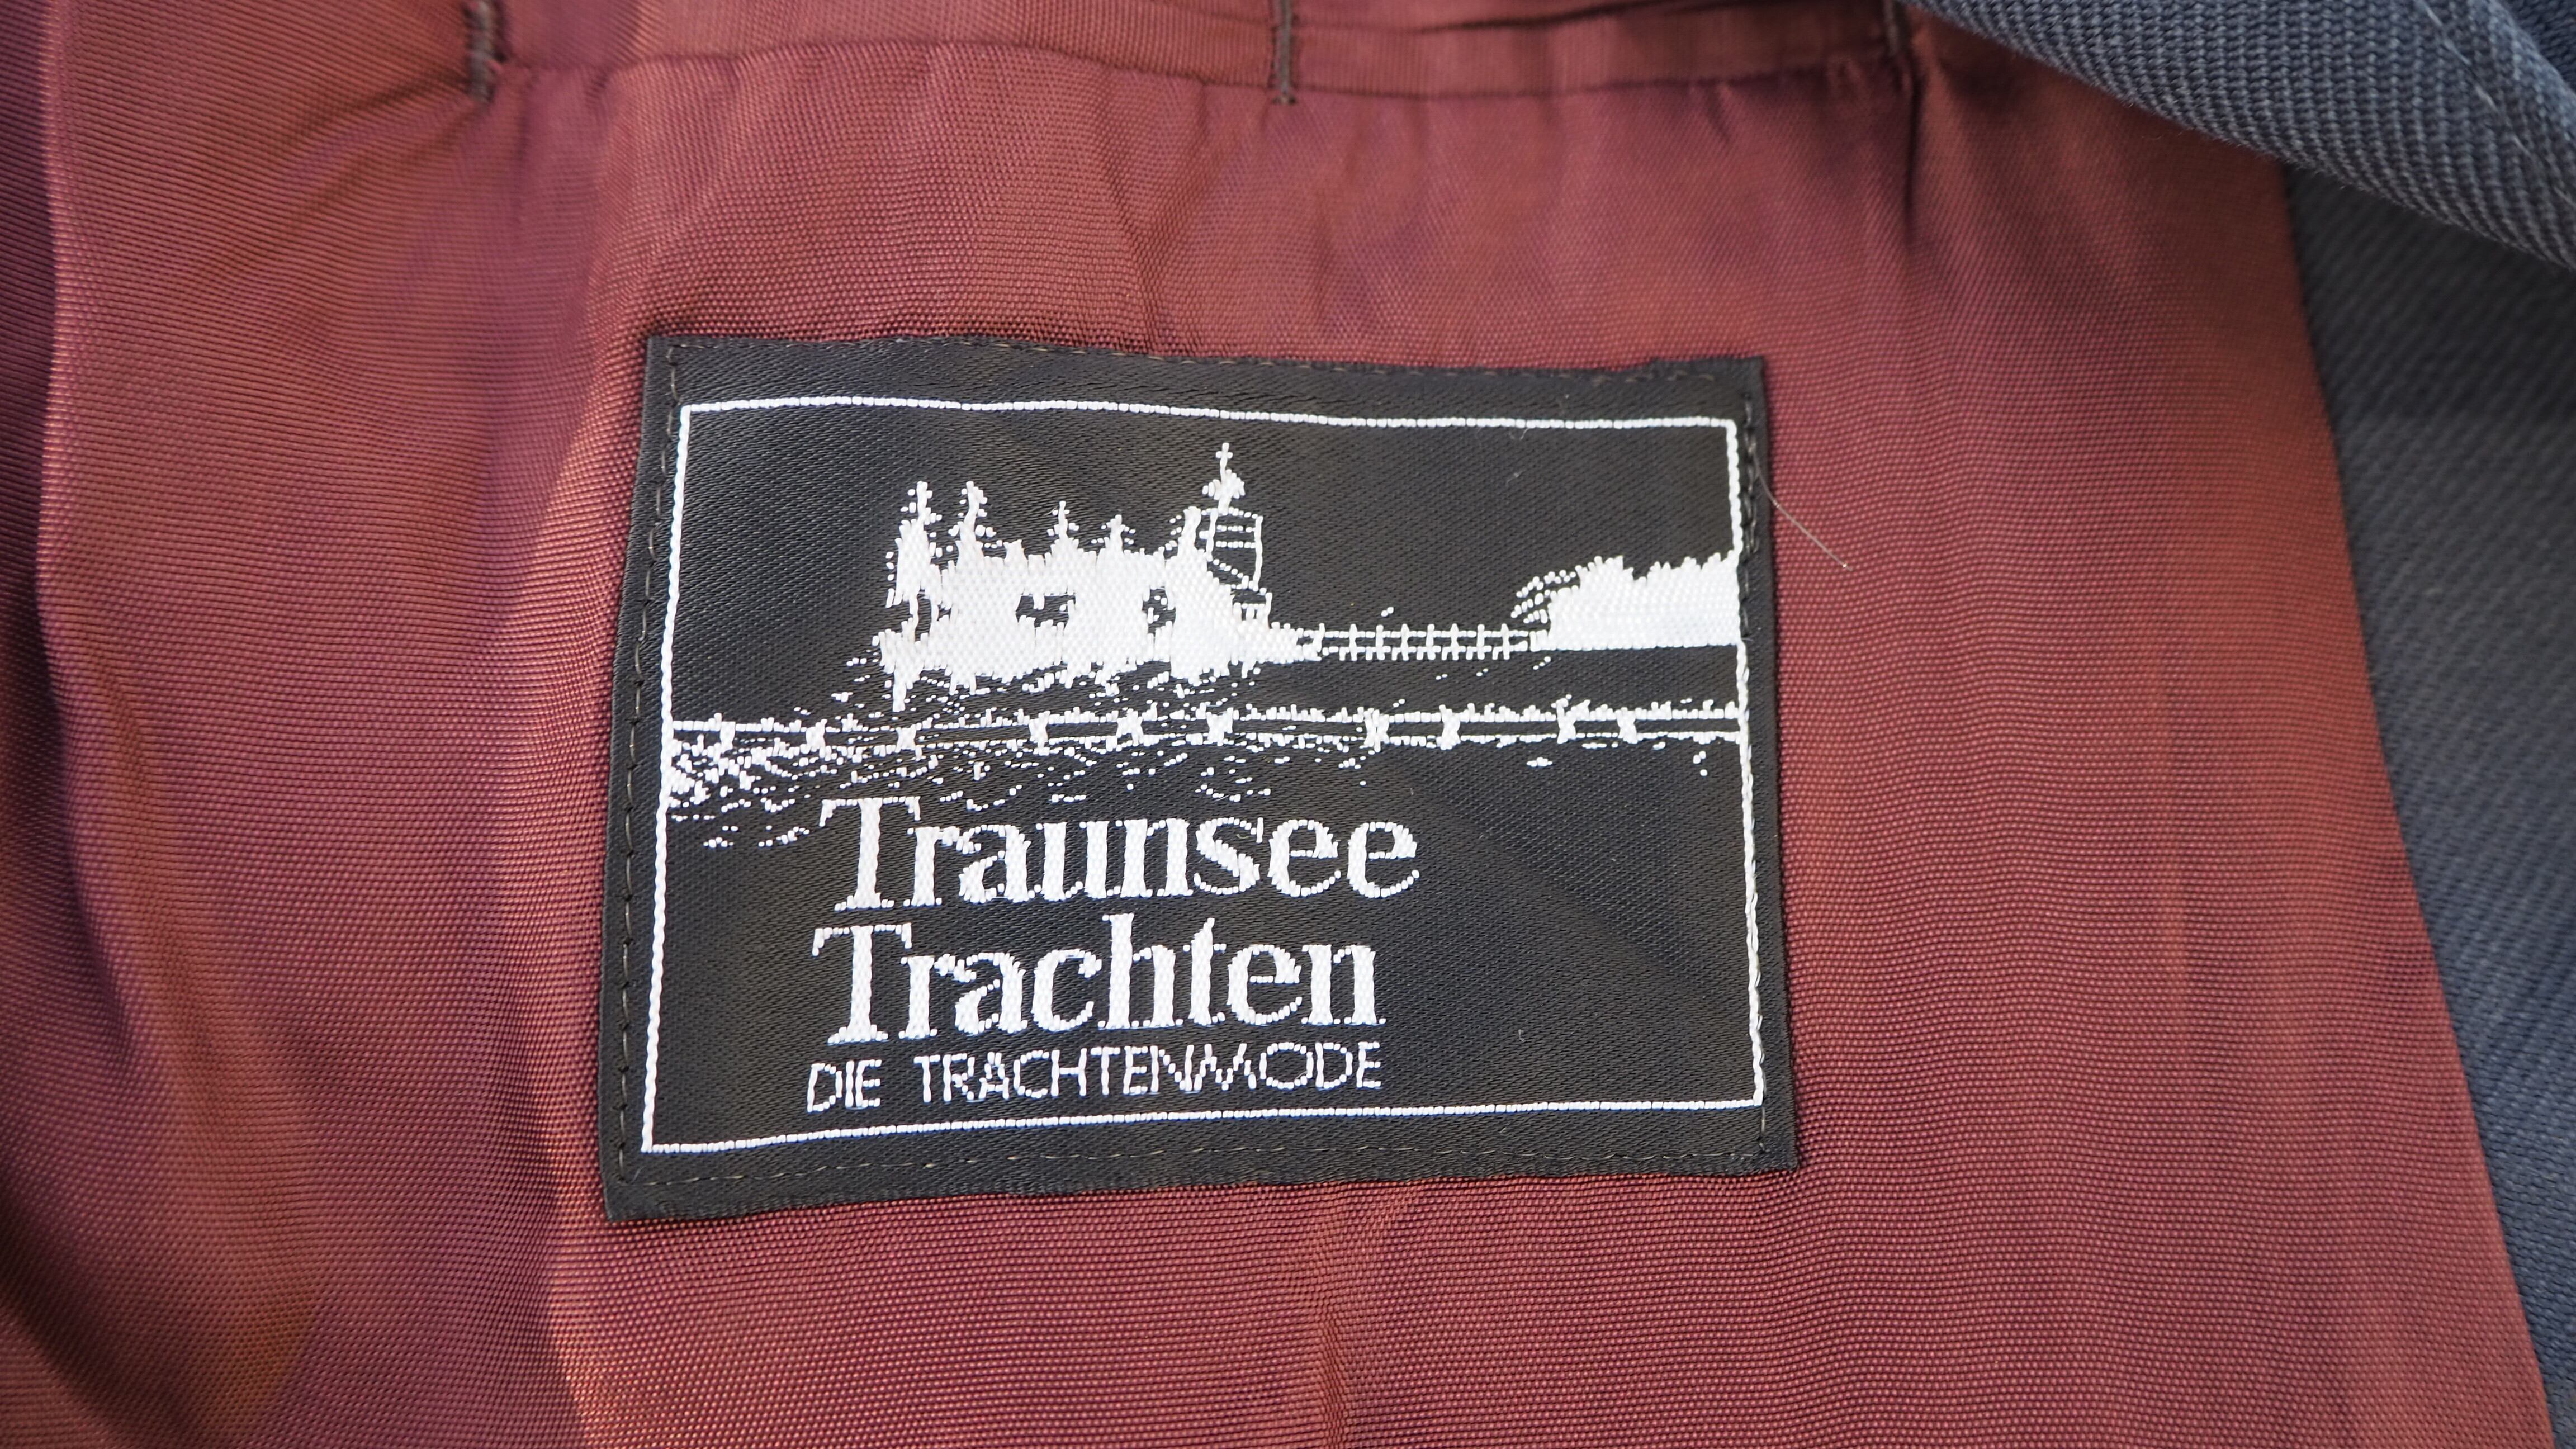 Traunsee
Trachten
DIE TRACHTENMODE